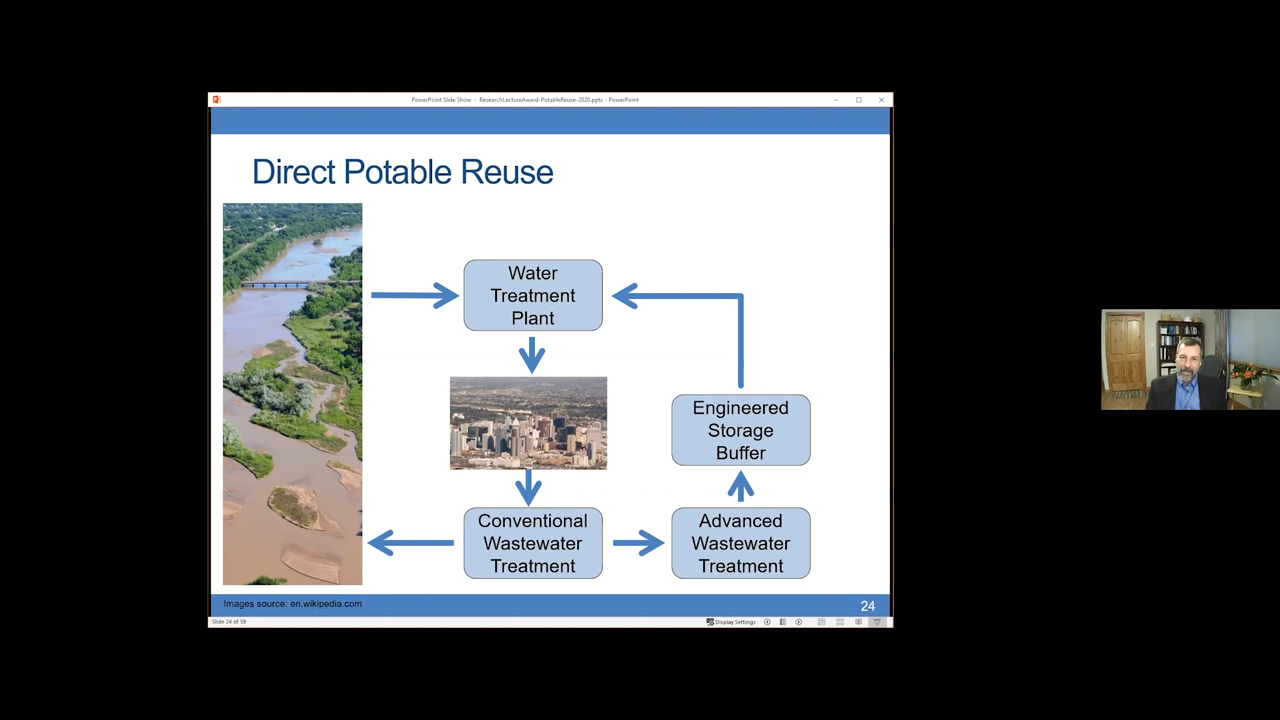 PowerPoint Slide Show - ResearchLectureAward-PotableReuse-2020.pptx - PowerPoint
Direct Potable Reuse
Water
Treatment
Plant
Engineered
Storage
Buffer
Conventional
Wastewater
Treatment
Advanced
Wastewater
Treatment
Images source: en.wikipedia.com
24
Slide 24 of 59
Display Settings